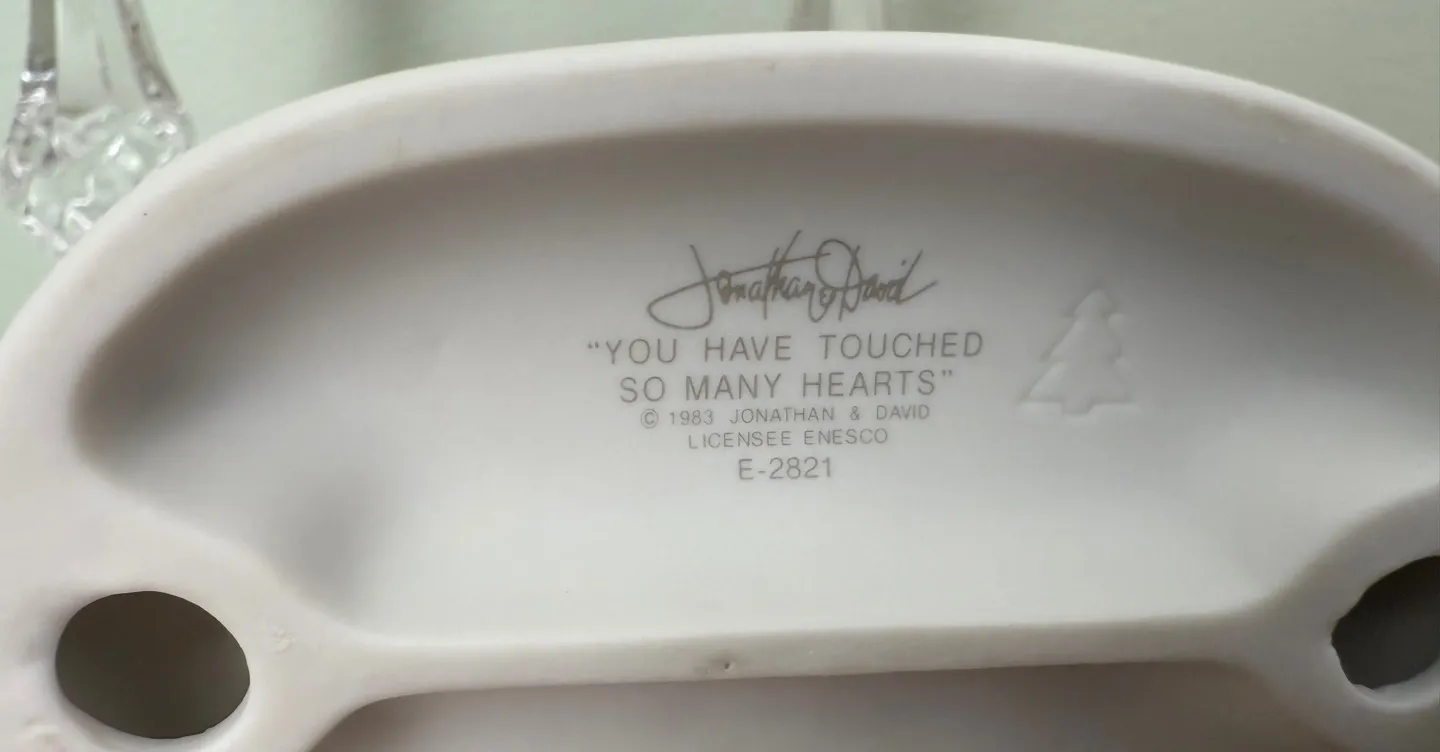 Jonathan & David
“YOU HAVE TOUCHED
SO MANY HEARTS”
© 1983 JONATHAN & DAVID
LICENSEE ENESCO
E-2821